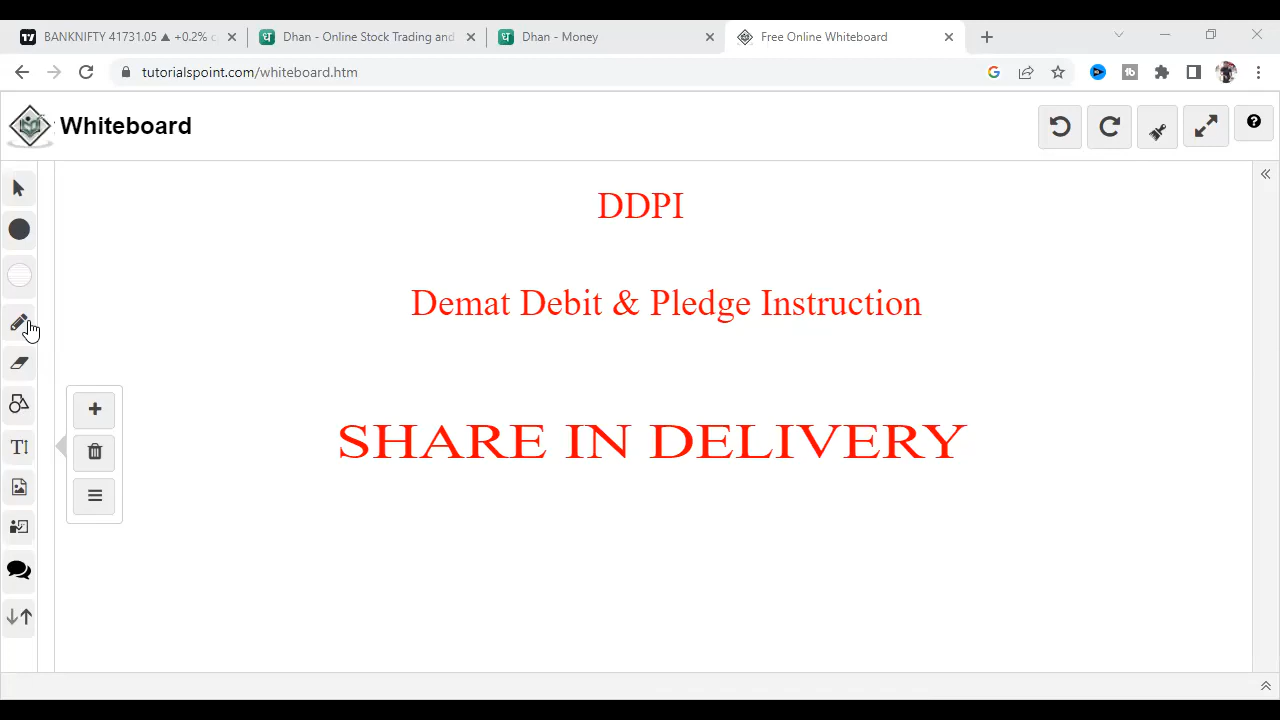 BANKNIFTY 41731.05 ▲ +0.2%
Dhan - Online Stock Trading and
Dhan - Money
Free Online Whiteboard
tutorialspoint.com/whiteboard.htm
Whiteboard
DDPI
Demat Debit & Pledge Instruction
SHARE IN DELIVERY